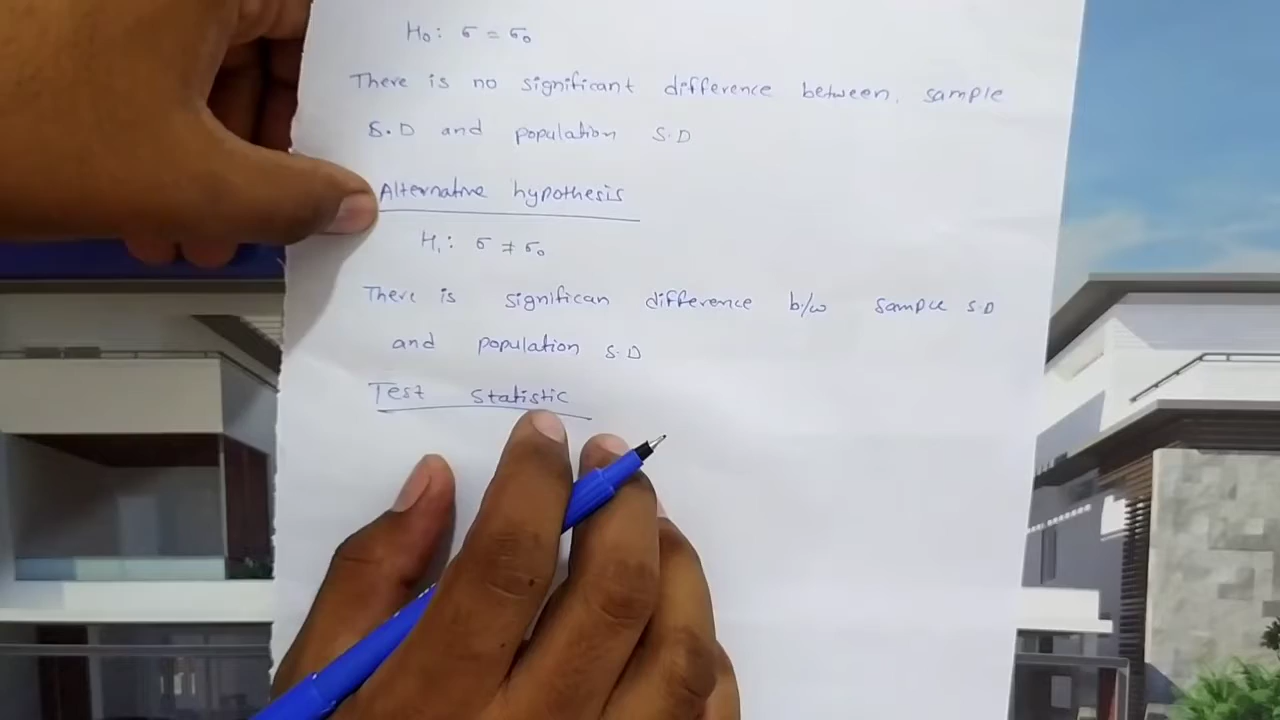 H₀: σ = σ₀
There is no significant difference between sample
S.D and population S.D
Alternative hypothesis
H₁: σ ≠ σ₀
There is significan difference b/w sample S.D
and population S.D
Test Statistic